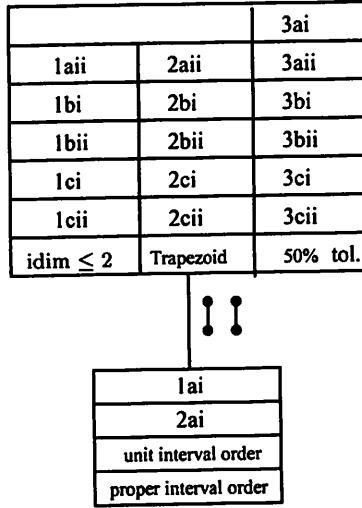 3ai
1aii 2aii 3aii
1bi 2bi 3bi
1bii 2bii 3bii
1ci 2ci 3ci
1cii 2cii 3cii
idim ≤ 2 Trapezoid 50% tol.
1ai
2ai
unit interval order
proper interval order